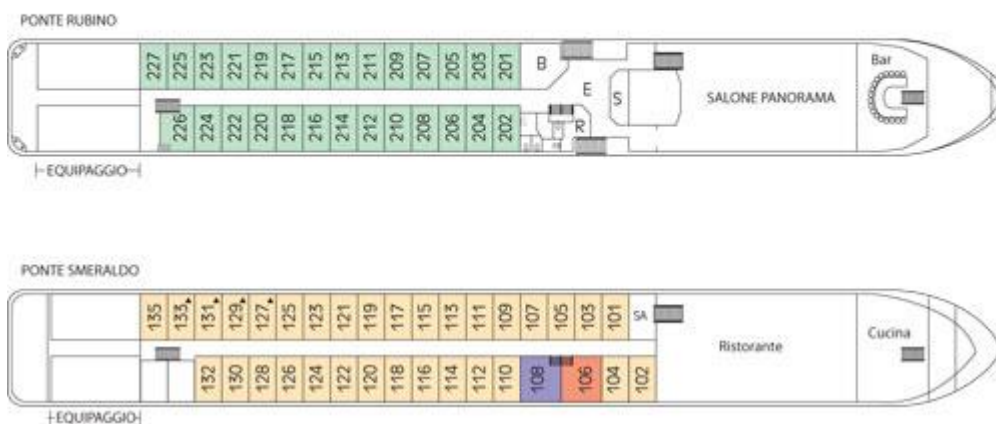 PONTE RUBINO
227 225 223 221 219 217 215 213 211 209 207 205 203 201
B
E
S
R
SALONE PANORAMA
Bar
226 224 222 220 218 216 214 212 210 208 206 204 202
EQUIPAGGIO
PONTE SMERALDO
135 133 131 129 127 125 123 121 119 117 115 113 111 109 107 105 103 101
SA
Ristorante
Cucina
132 130 128 126 124 122 120 118 116 114 112 110 108 106 104 102
EQUIPAGGIO